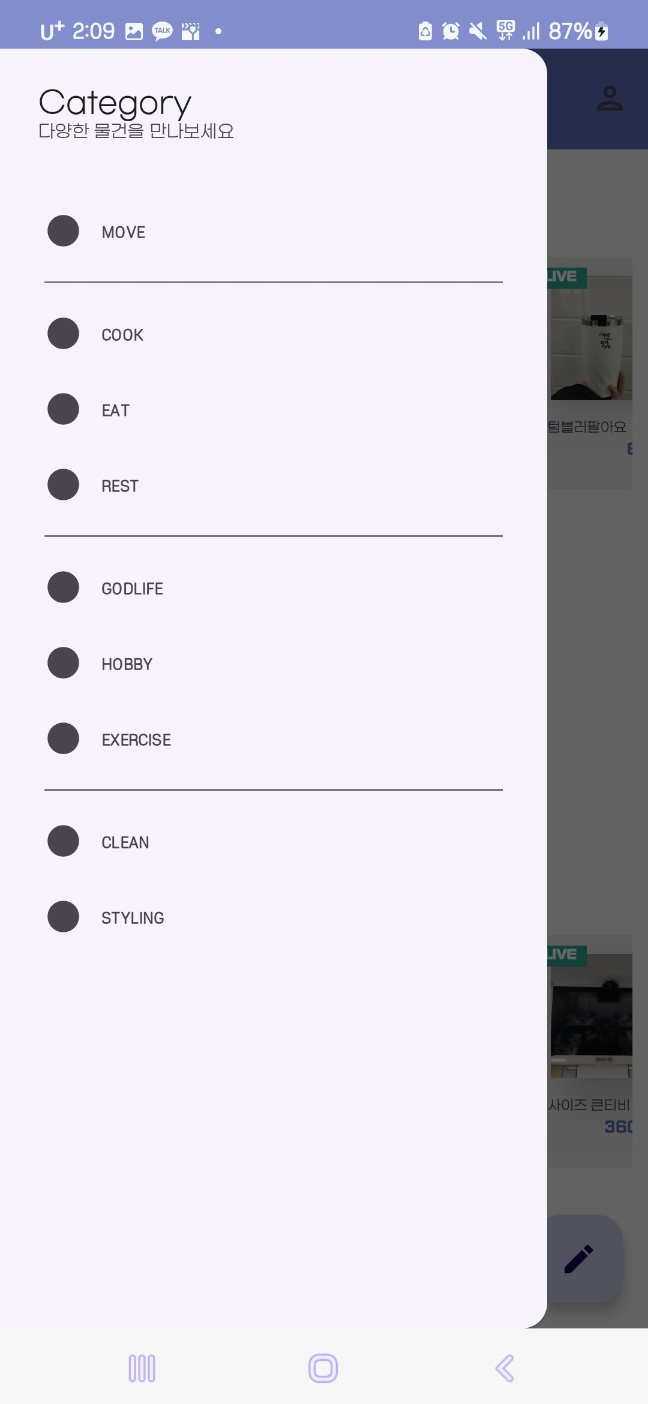 U+ 2:09 TALK 5G 87%
Category
다양한 물건을 만나보세요
MOVE
COOK
EAT
REST
GODLIFE
HOBBY
EXERCISE
CLEAN
STYLING
LIVE
텀블러팔아요
LIVE
사이즈 큰티비
360